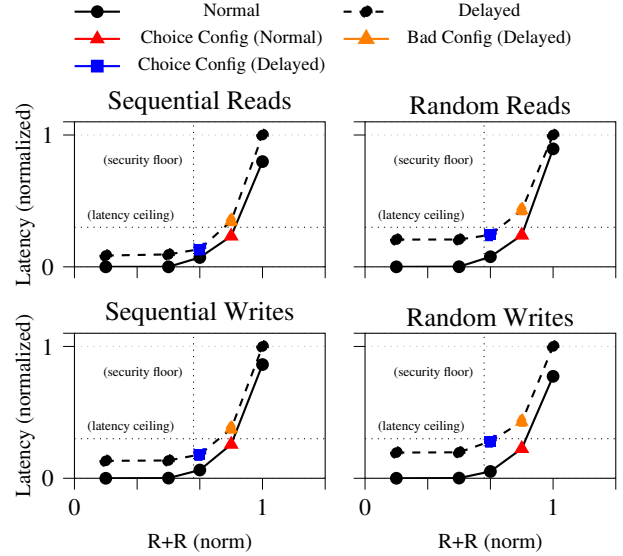 Normal
Delayed
Choice Config (Normal)
Bad Config (Delayed)
Choice Config (Delayed)
Sequential Reads
Random Reads
Latency (normalized)
1
(security floor)
(latency ceiling)
0
(security floor)
(latency ceiling)
Sequential Writes
Random Writes
Latency (normalized)
1
(security floor)
(latency ceiling)
0
(security floor)
(latency ceiling)
0
1
0
1
R+R (norm)
R+R (norm)